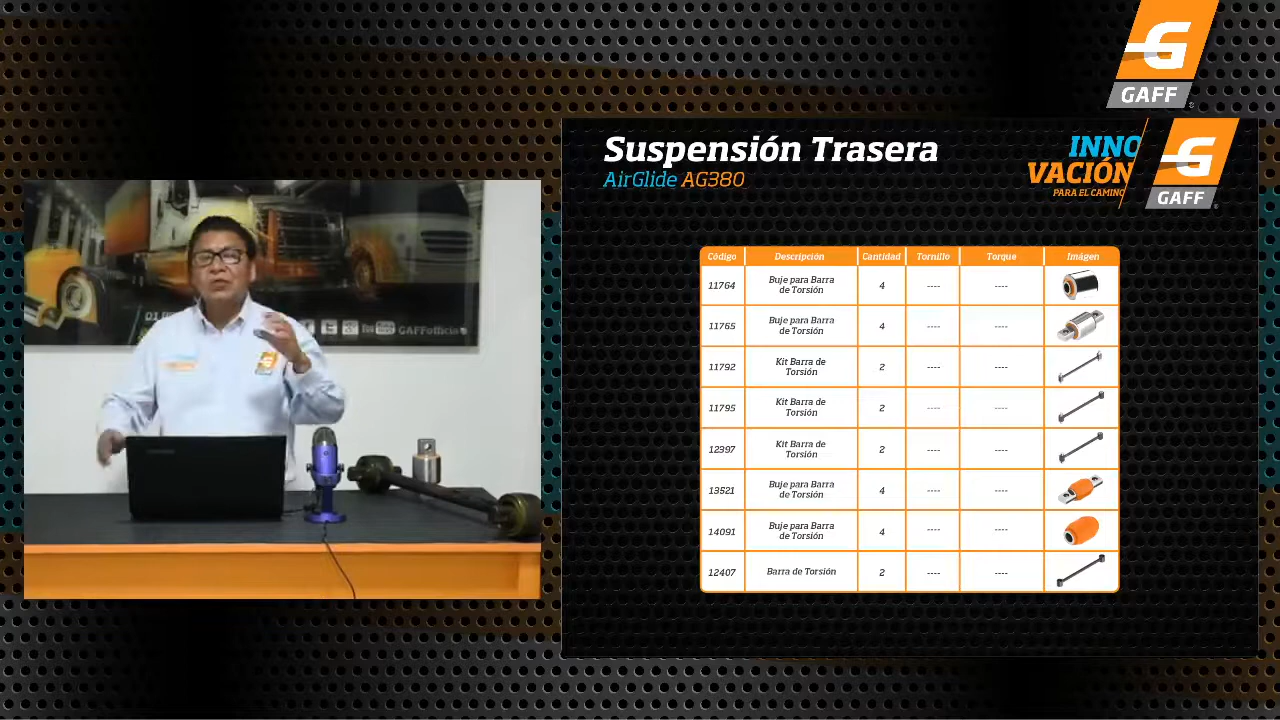 GAFF
Suspensión Trasera
AirGlide AG380
INNO
VACIÓN
PARA EL CAMINO
GAFF
Código Descripción Cantidad Tornillo Torque Imágen
11764 Buje para Barra de Torsión 4 ---- ----
11765 Buje para Barra de Torsión 4 ---- ----
11792 Kit Barra de Torsión 2 ---- ----
11795 Kit Barra de Torsión 2 ---- ----
12397 Kit Barra de Torsión 2 ---- ----
13521 Buje para Barra de Torsión 4 ---- ----
14091 Buje para Barra de Torsión 4 ---- ----
12407 Barra de Torsión 2 ---- ----
GAFFoficial